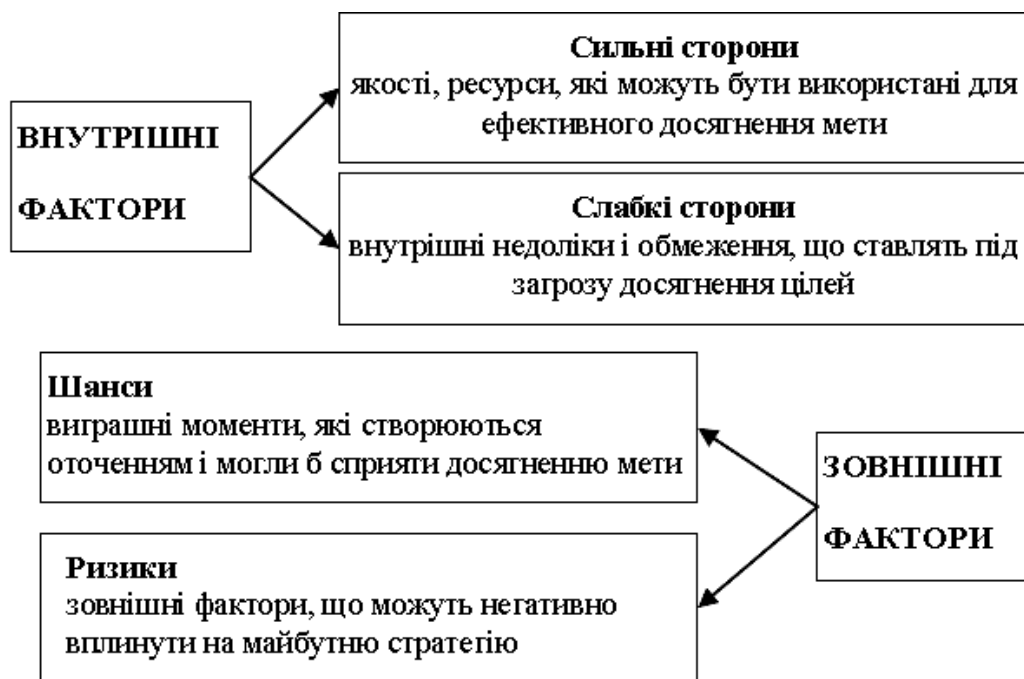 ВНУТРІШНІ
ФАКТОРИ
Сильні сторони
якості, ресурси, які можуть бути використані для
ефективного досягнення мети
Слабкі сторони
внутрішні недоліки і обмеження, що ставлять під
загрозу досягнення цілей
Шанси
виграшні моменти, які створюються
оточенням і могли б сприяти досягненню мети
Ризики
зовнішні фактори, що можуть негативно
вплинути на майбутню стратегію
ЗОВНІШНІ
ФАКТОРИ